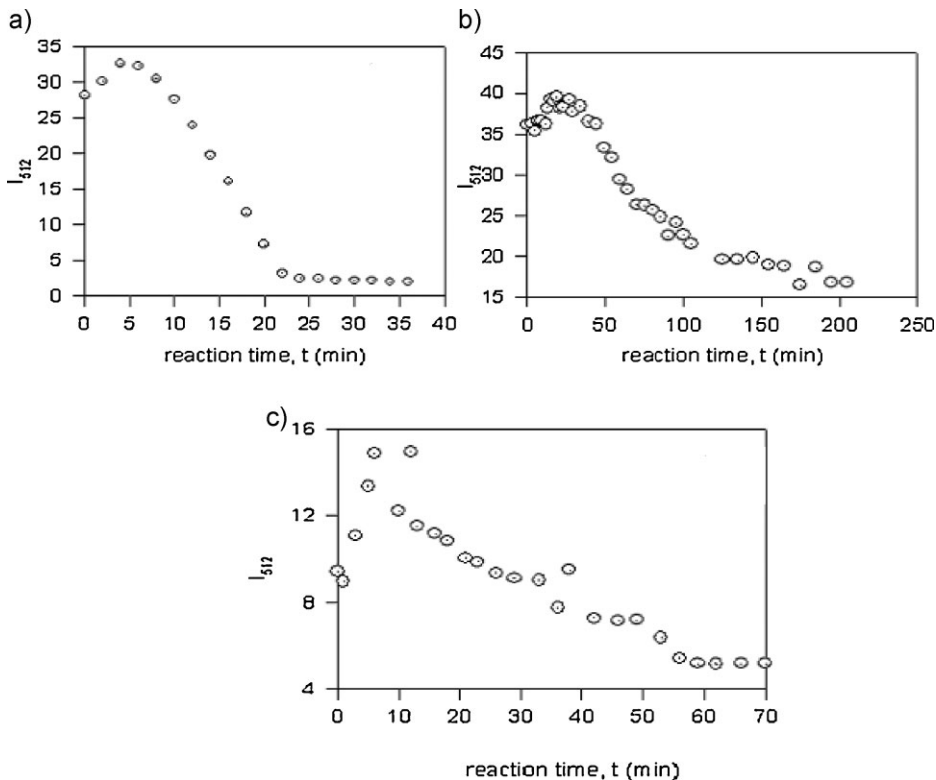 a)
35
30
25
20
15
10
5
0
I512
0 5 10 15 20 25 30 35 40
reaction time, t (min)
b)
45
40
35
30
25
20
15
I512
0 50 100 150 200 250
reaction time, t (min)
c)
16
12
8
4
I512
0 10 20 30 40 50 60 70
reaction time, t (min)